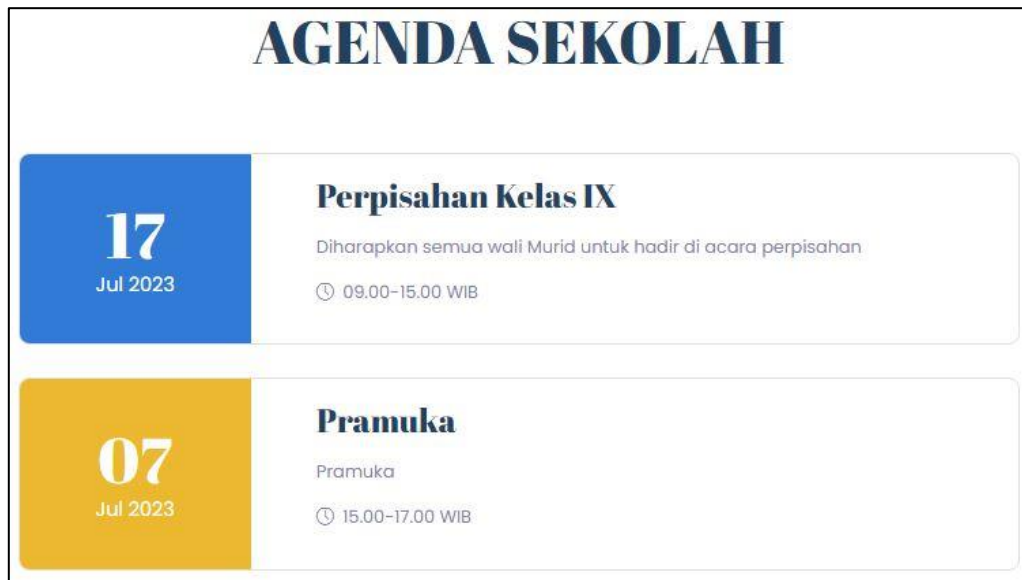 AGENDA SEKOLAH
17
Jul 2023
Perpisahan Kelas IX
Diharapkan semua wali Murid untuk hadir di acara perpisahan
09.00-15.00 WIB
07
Jul 2023
Pramuka
Pramuka
15.00-17.00 WIB